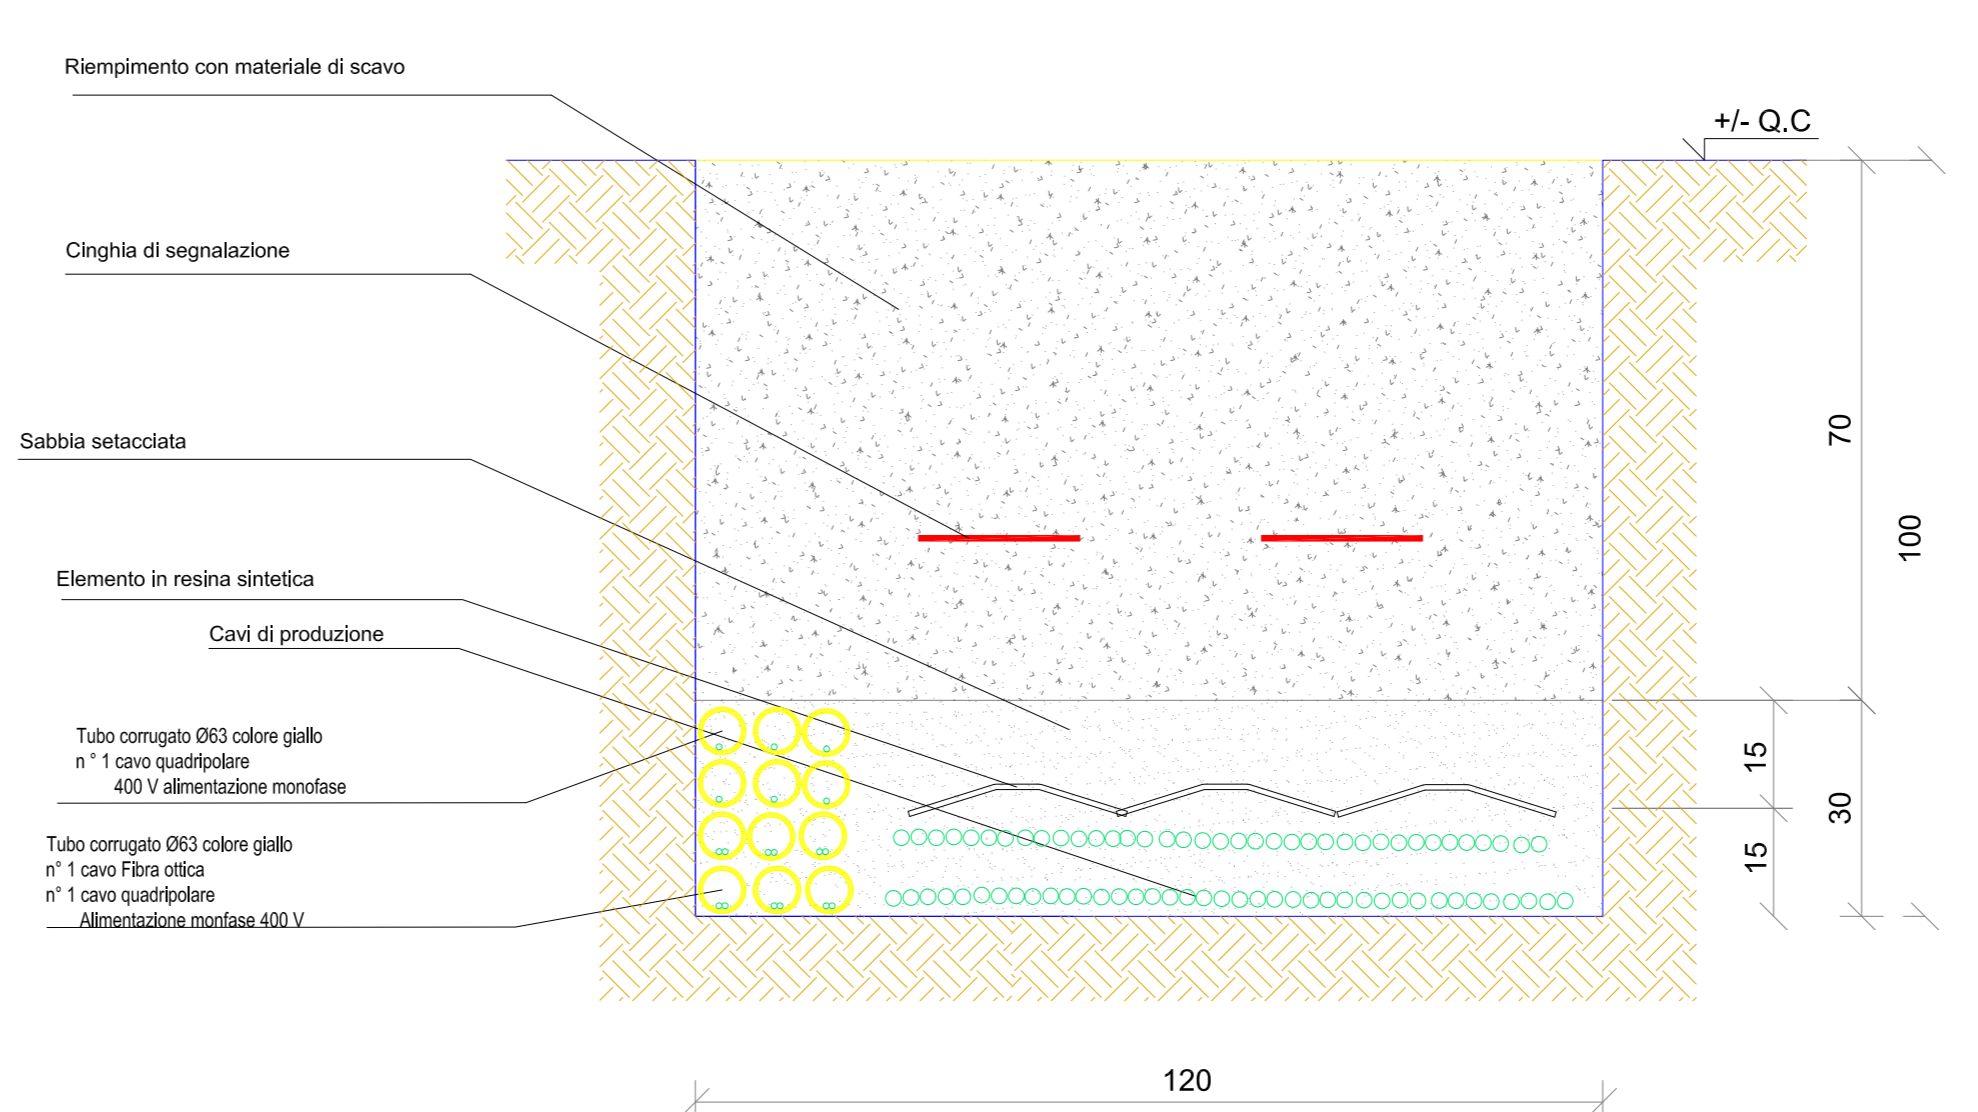 Riempimento con materiale di scavo
+/- Q.C
Cinghia di segnalazione
Sabbia setacciata
70
100
Elemento in resina sintetica
Cavi di produzione
Tubo corrugato Ø63 colore giallo
n ° 1 cavo quadripolare
400 V alimentazione monofase
15
30
15
Tubo corrugato Ø63 colore giallo
n° 1 cavo Fibra ottica
n° 1 cavo quadripolare
Alimentazione monfase 400 V
120